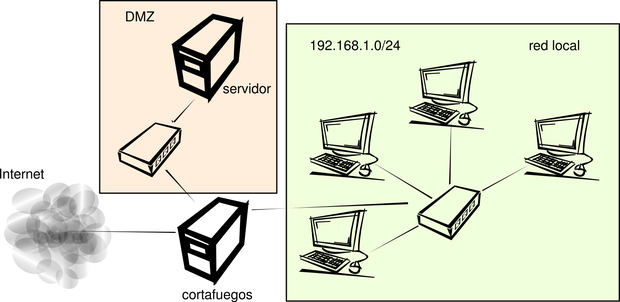 DMZ
servidor
192.168.1.0/24
red local
Internet
cortafuegos